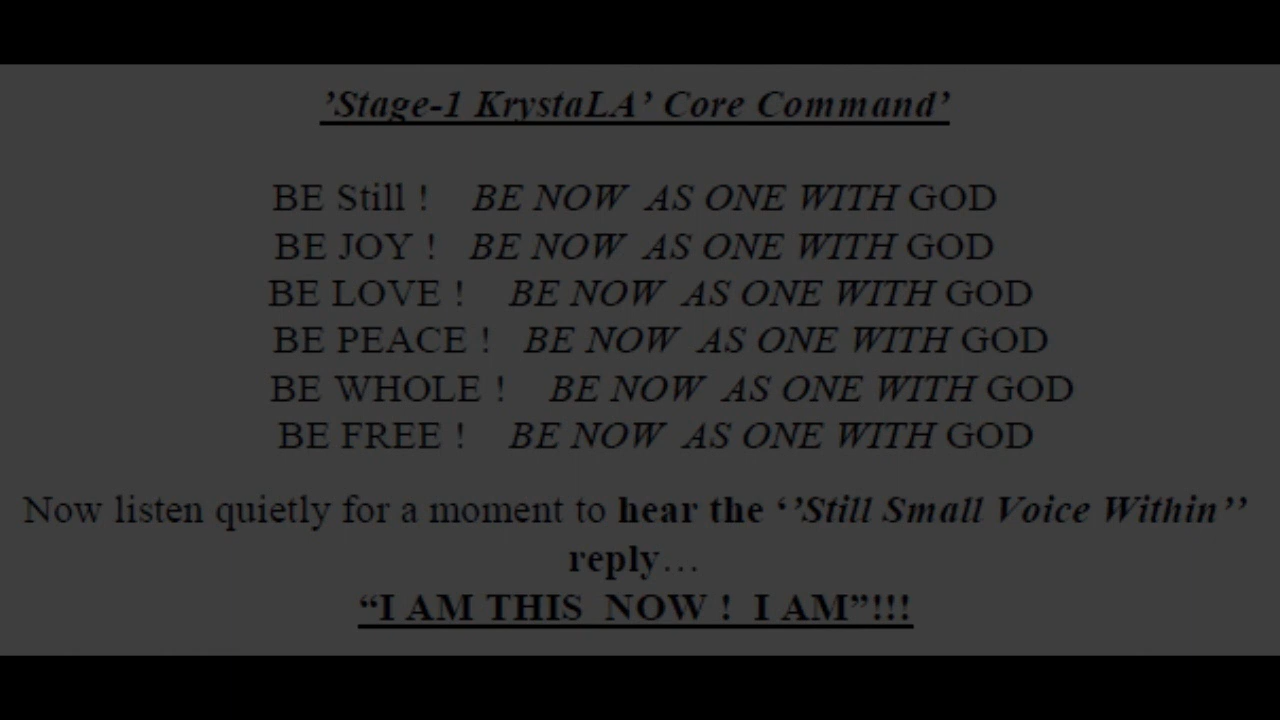 ’Stage-1 KrystaLA’ Core Command’
BE Still ! BE NOW AS ONE WITH GOD
BE JOY ! BE NOW AS ONE WITH GOD
BE LOVE ! BE NOW AS ONE WITH GOD
BE PEACE ! BE NOW AS ONE WITH GOD
BE WHOLE ! BE NOW AS ONE WITH GOD
BE FREE ! BE NOW AS ONE WITH GOD
Now listen quietly for a moment to hear the ‘’Still Small Voice Within’’
reply…
“I AM THIS NOW ! I AM”!!!